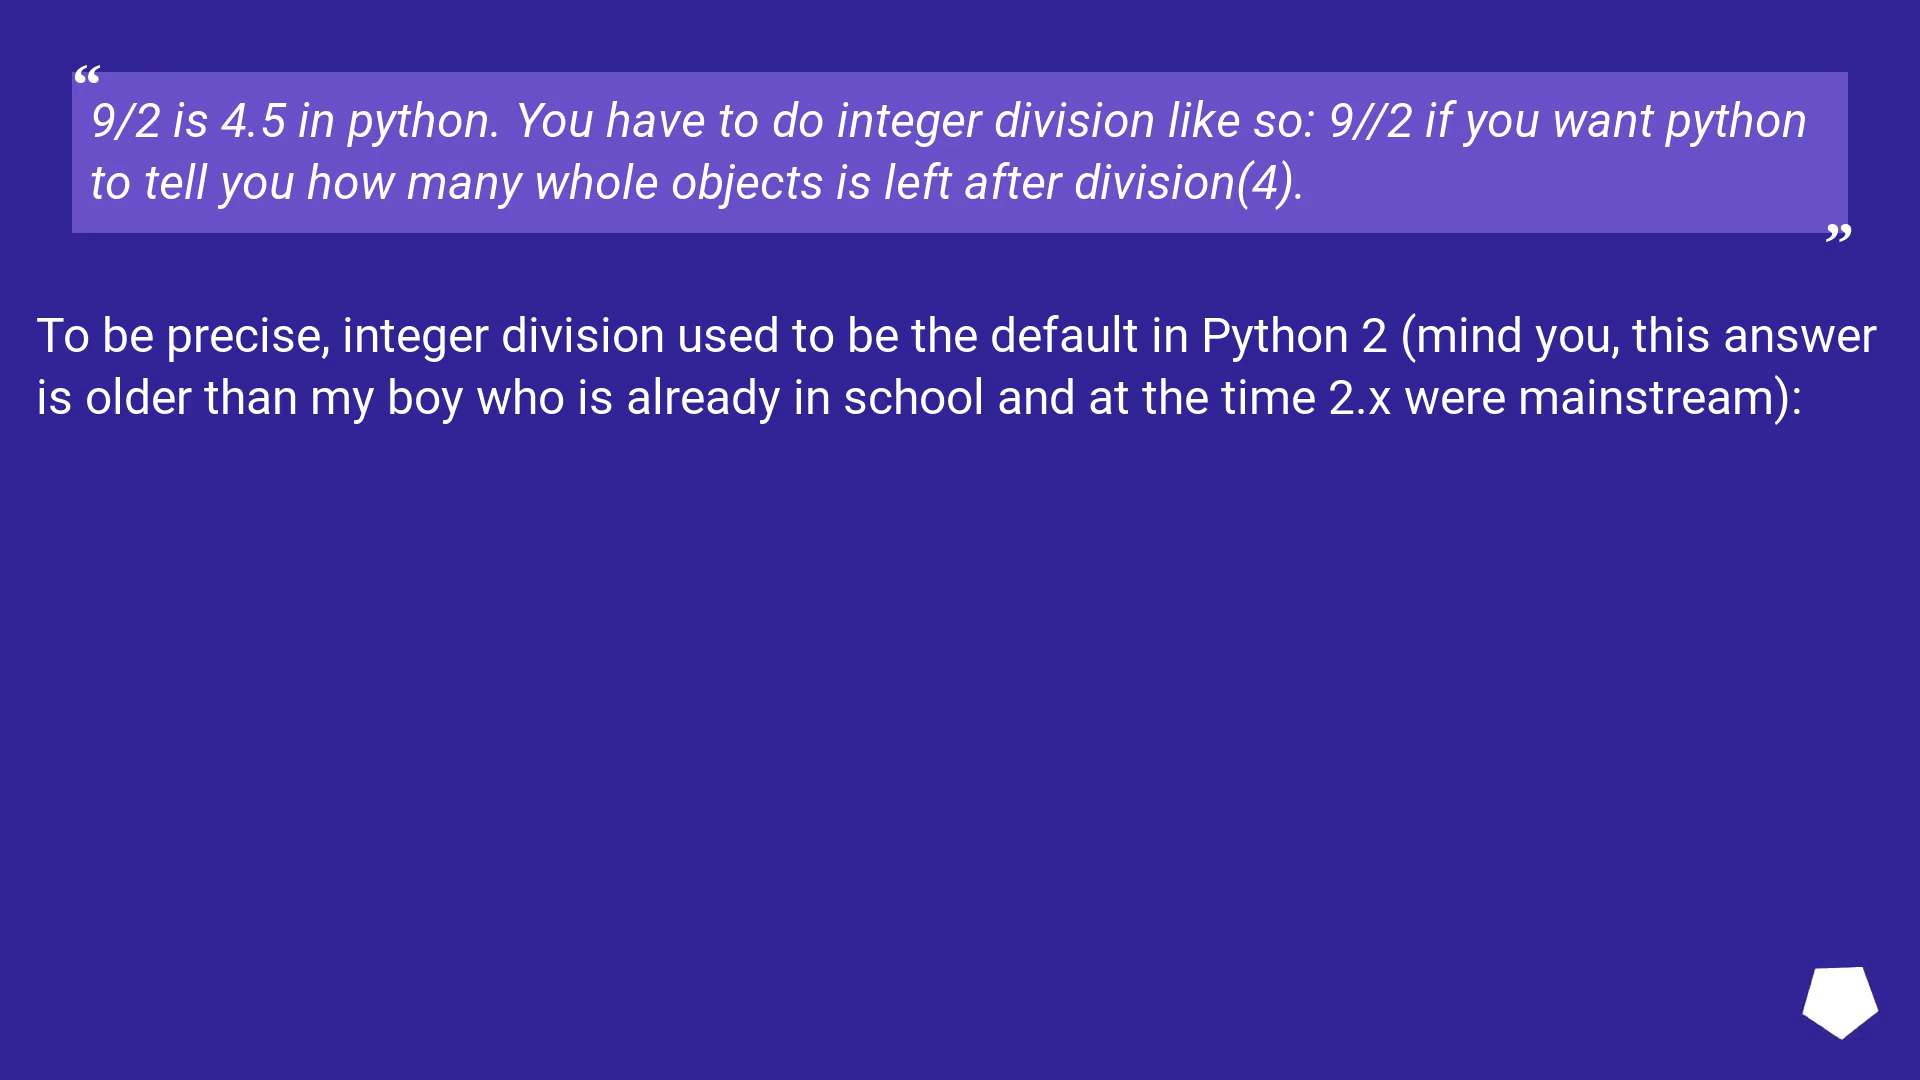 “
9/2 is 4.5 in python. You have to do integer division like so: 9//2 if you want python
to tell you how many whole objects is left after division(4).
”
To be precise, integer division used to be the default in Python 2 (mind you, this answer
is older than my boy who is already in school and at the time 2.x were mainstream):